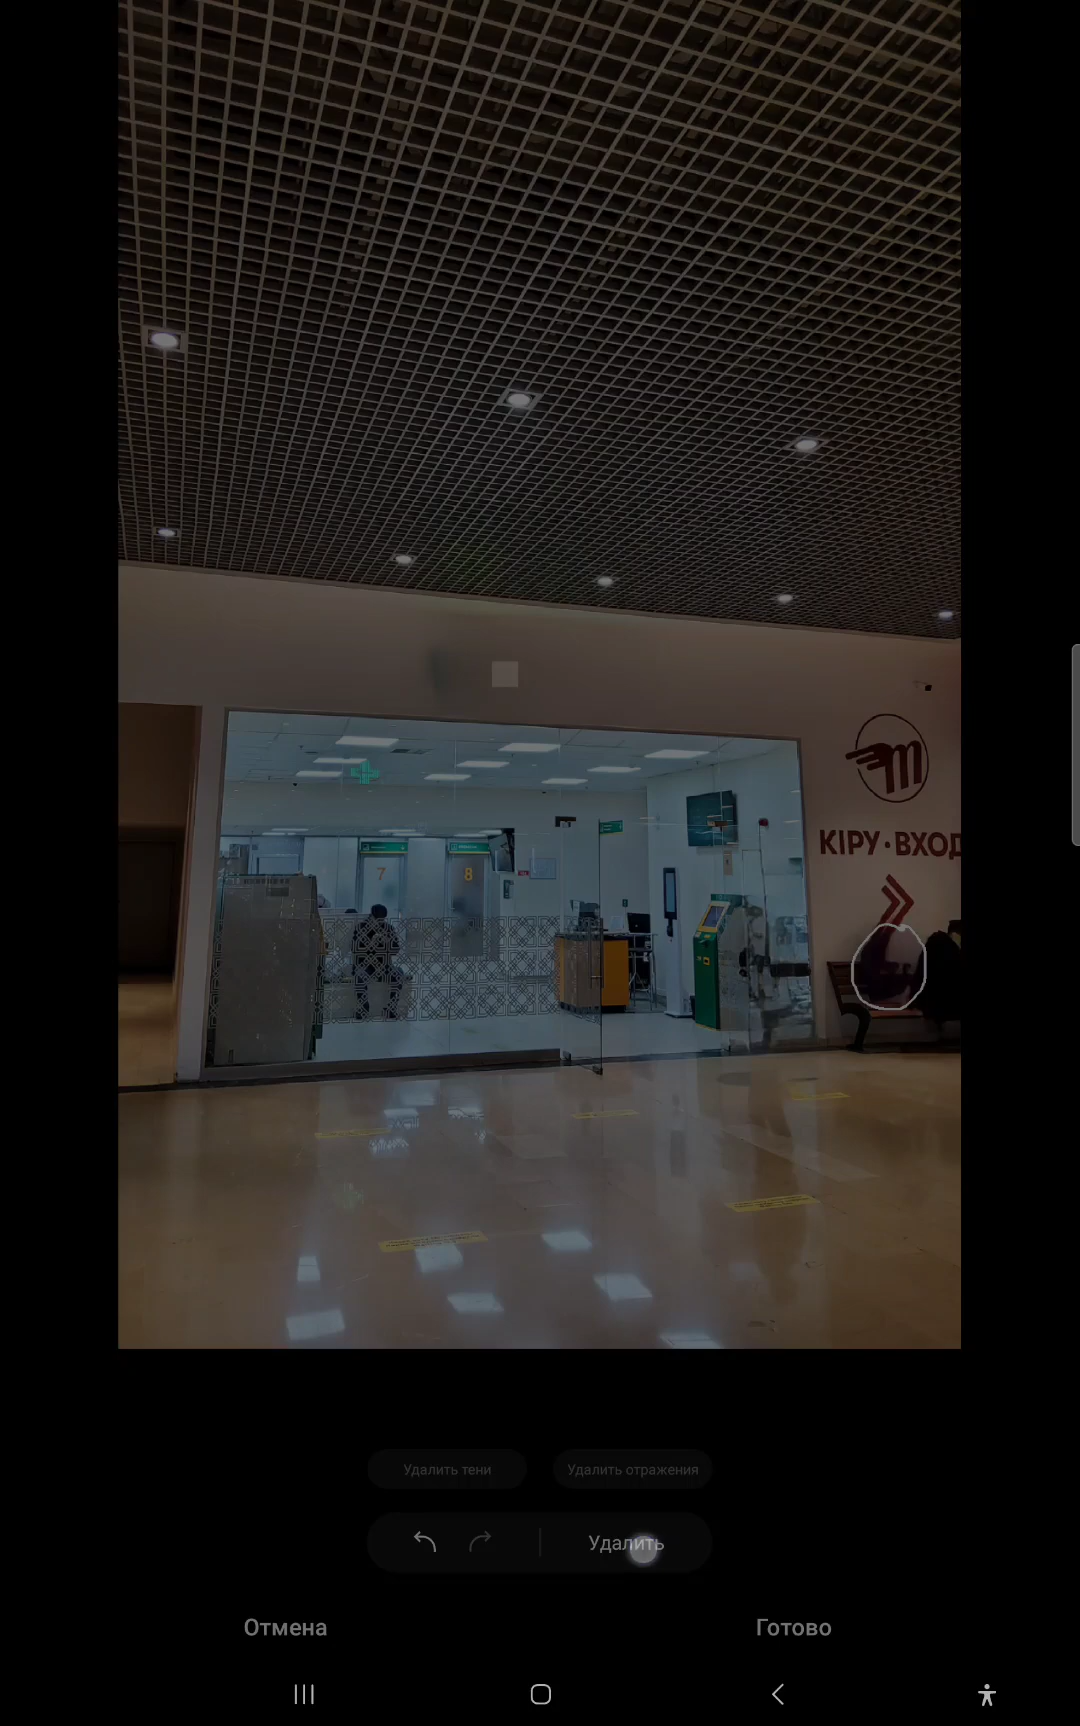 7
8
КІРУ·ВХОД
Удалить тени
Удалить отражения
Удалить
Отмена
Готово